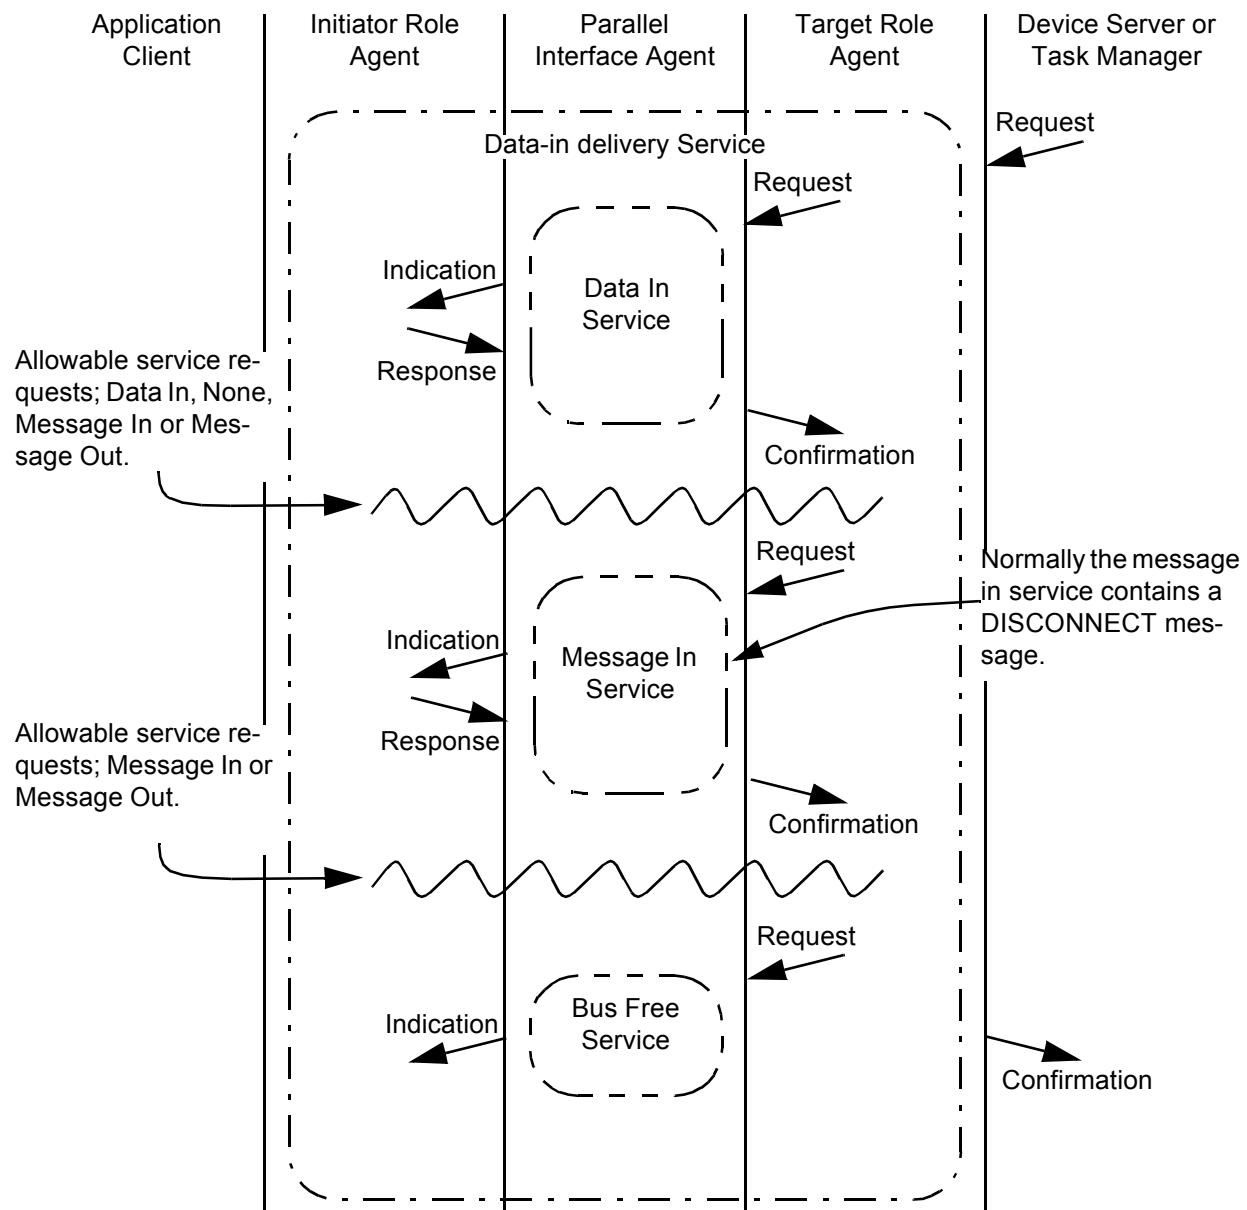 Application
Client
Initiator Role
Agent
Parallel
Interface Agent
Target Role
Agent
Device Server or
Task Manager
Request
Data-in delivery Service
Request
Indication
Data In
Service
Response
Allowable service re-
quests; Data In, None,
Message In or Mes-
sage Out.
Confirmation
Request
Normally the message
in service contains a
DISCONNECT mes-
sage.
Indication
Message In
Service
Response
Allowable service re-
quests; Message In or
Message Out.
Confirmation
Request
Bus Free
Service
Indication
Confirmation